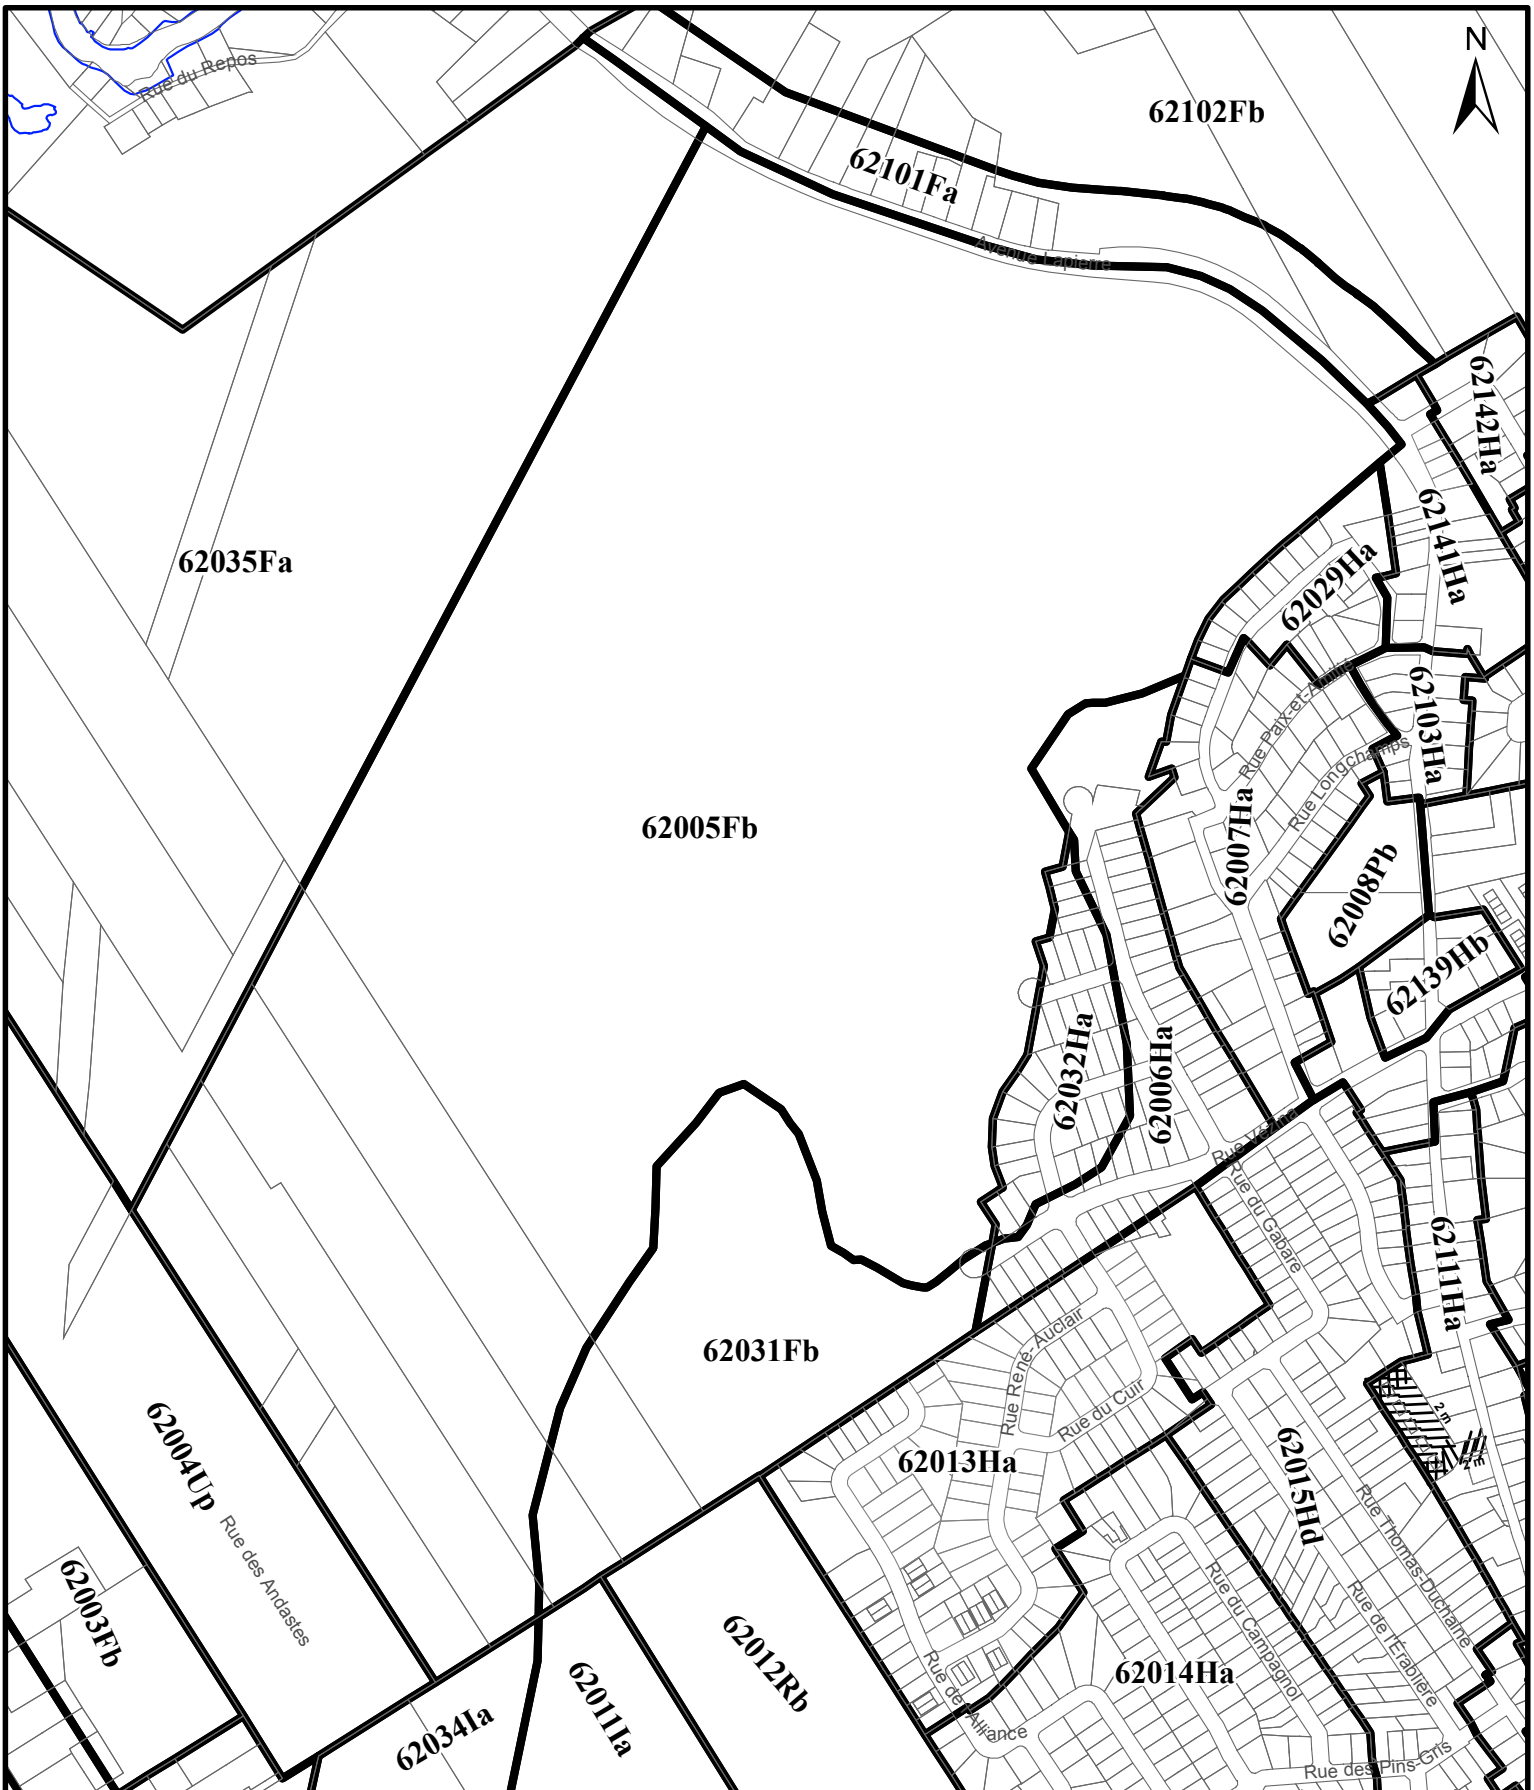 N
Rue du Repos
62102Fb
62101Fa
Avenue Lapierre
62142Ha
62141Ha
62035Fa
62029Ha
Rue Paix-et-Amitié
62103Ha
Rue Longchamps
62005Fb
62007Ha
62008Pb
62139Hb
62032Ha
62006Ha
Rue Vézina
Rue du Gabare
62111Ha
62031Fb
Rue René-Auclair
Rue du Cuir
2 m
62004Up
62013Ha
62015Hd
Rue Thomas-Duchaine
Rue des Andastes
62003Fb
62012Rb
Rue du Campagnol
Rue de l'Érablière
62014Ha
62011Ia
62034Ia
Rue de l'Alliance
Rue des Pins-Gris